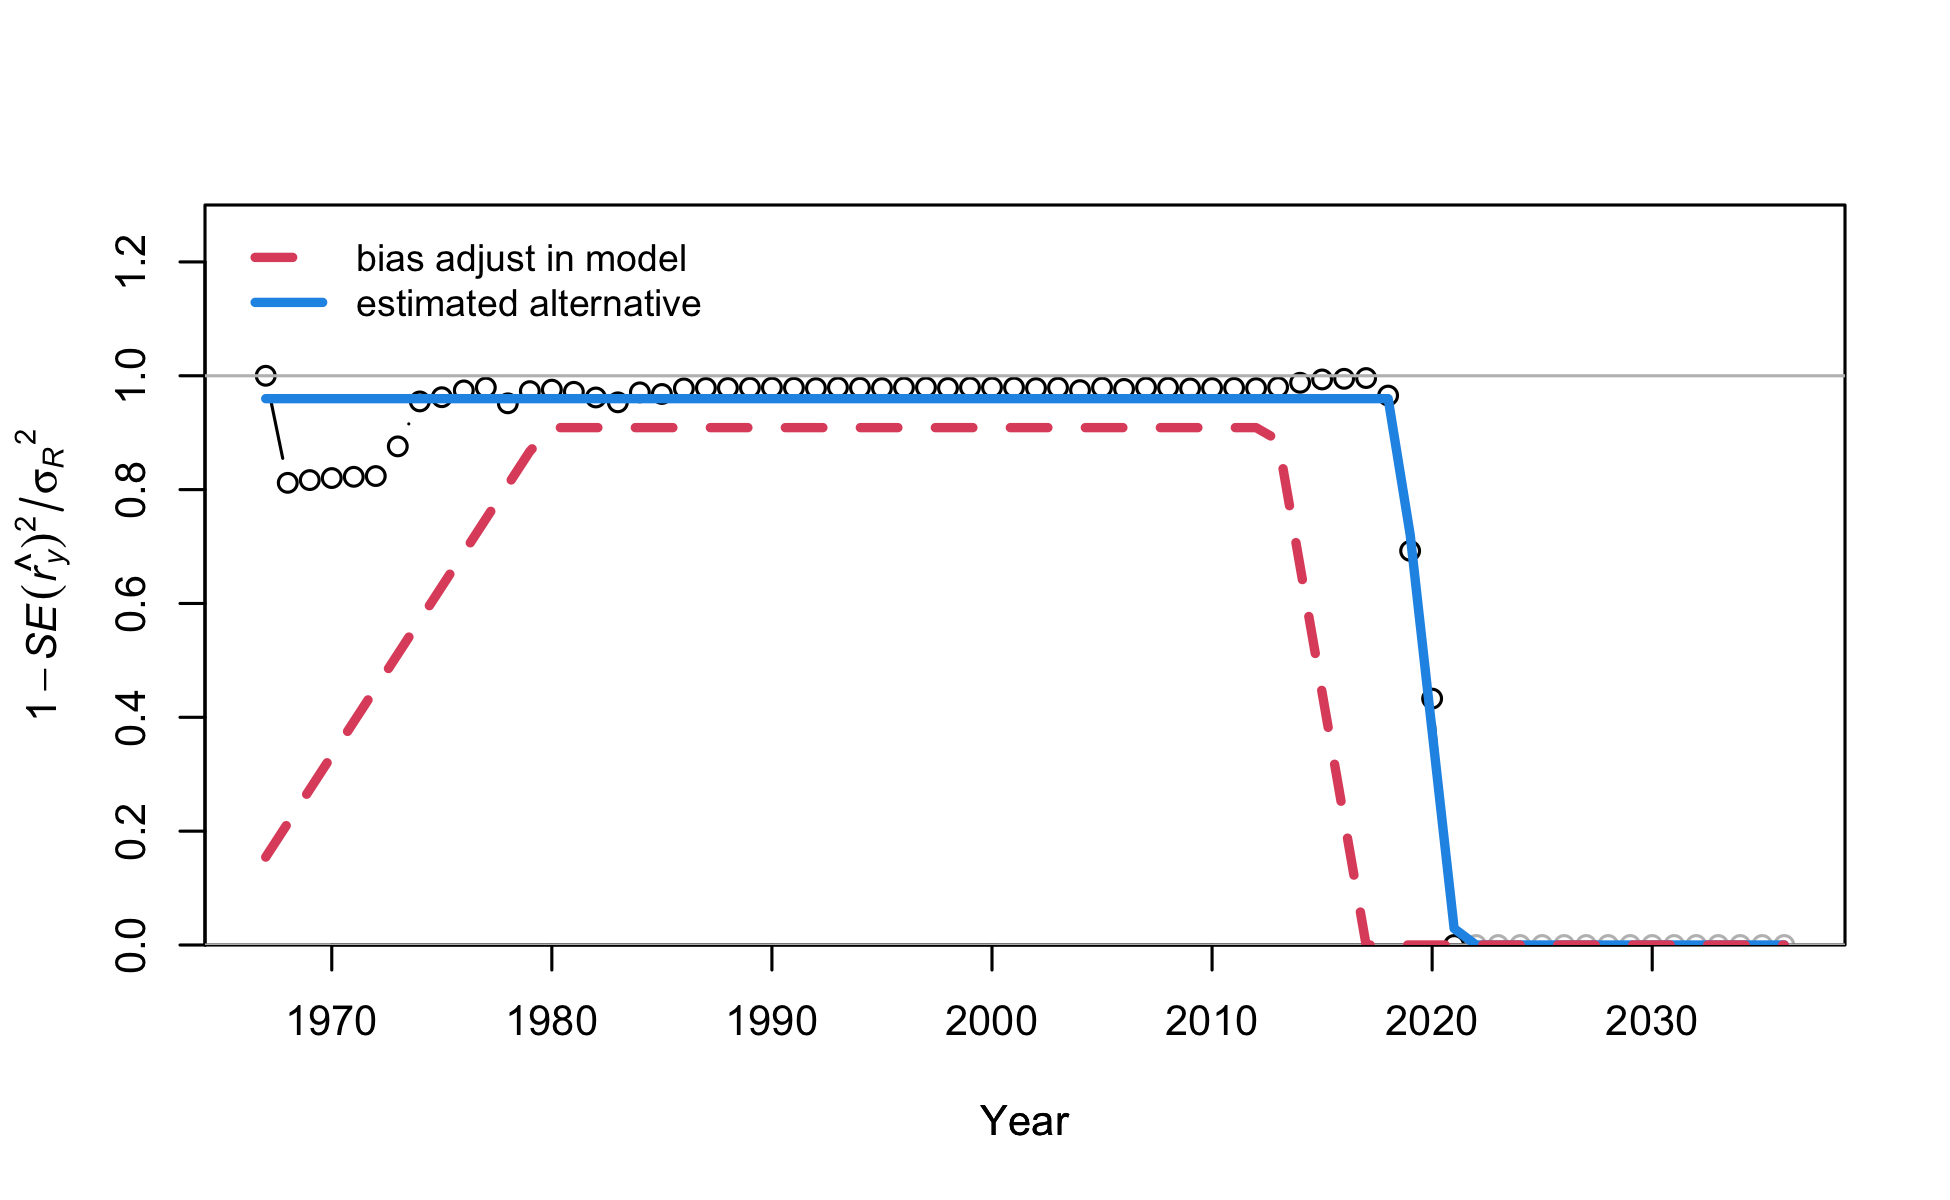 bias adjust in model
estimated alternative
1 − SE(r̂y)²/σR²
1.2
1.0
0.8
0.6
0.4
0.2
0.0
1970 1980 1990 2000 2010 2020 2030
Year